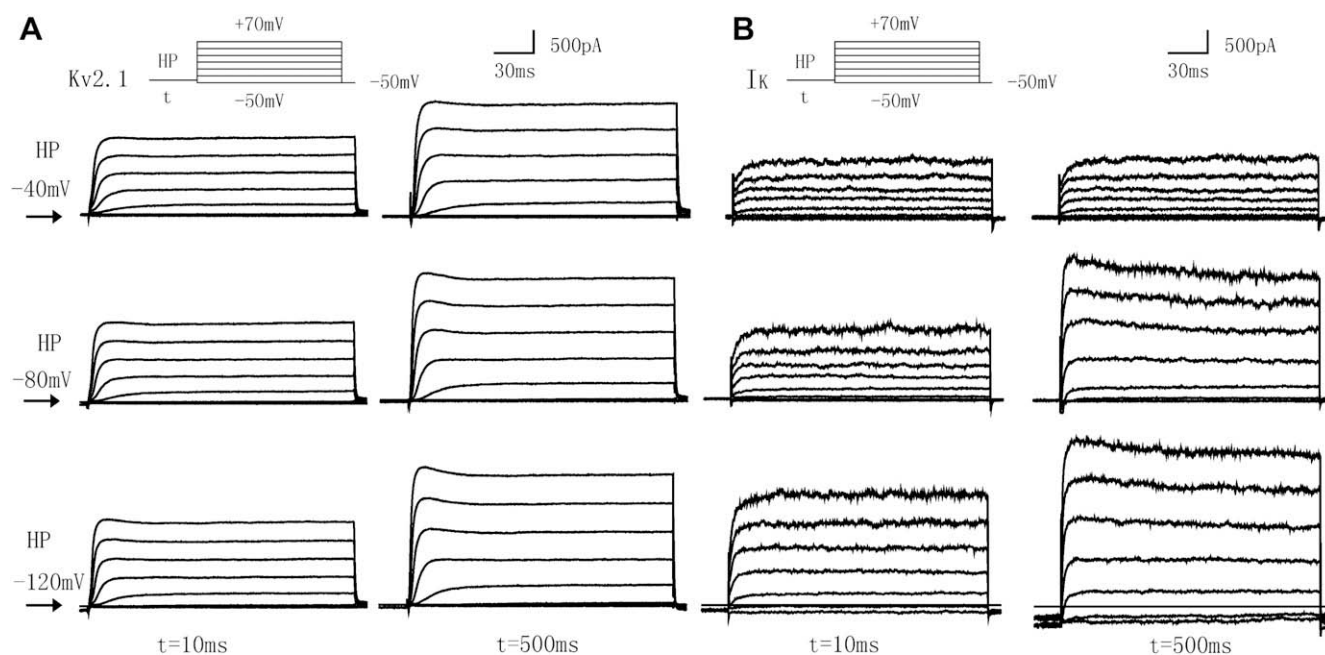 A
+70mV
HP
Kv2.1
t
-50mV
-50mV
500pA
30ms
B
+70mV
HP
IK
t
-50mV
-50mV
500pA
30ms
HP
-40mV
HP
-80mV
HP
-120mV
t=10ms
t=500ms
t=10ms
t=500ms